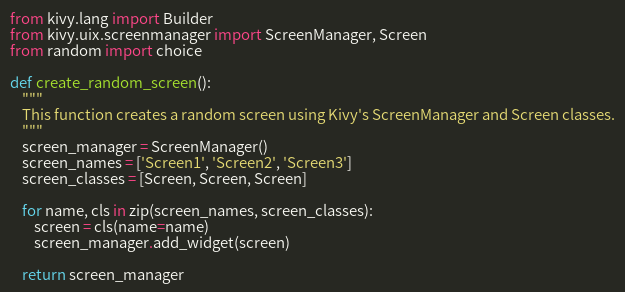 from kivy.lang import Builder
from kivy.uix.screenmanager import ScreenManager, Screen
from random import choice

def create_random_screen():
    """
    This function creates a random screen using Kivy's ScreenManager and Screen classes.
    """
    screen_manager = ScreenManager()
    screen_names = ['Screen1', 'Screen2', 'Screen3']
    screen_classes = [Screen, Screen, Screen]

    for name, cls in zip(screen_names, screen_classes):
        screen = cls(name=name)
        screen_manager.add_widget(screen)

    return screen_manager